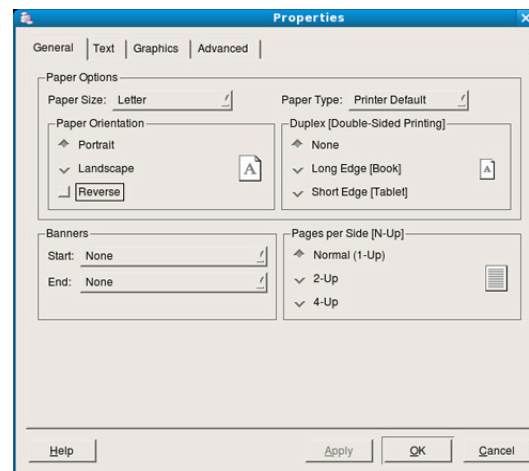 Properties
General Text Graphics Advanced
Paper Options
Paper Size: Letter
Paper Type: Printer Default
Paper Orientation
Portrait
Landscape
Reverse
A
Duplex [Double-Sided Printing]
None
Long Edge [Book]
Short Edge [Tablet]
A
Banners
Start: None
End: None
Pages per Side [N-Up]
Normal (1-Up)
2-Up
4-Up
Help Apply OK Cancel